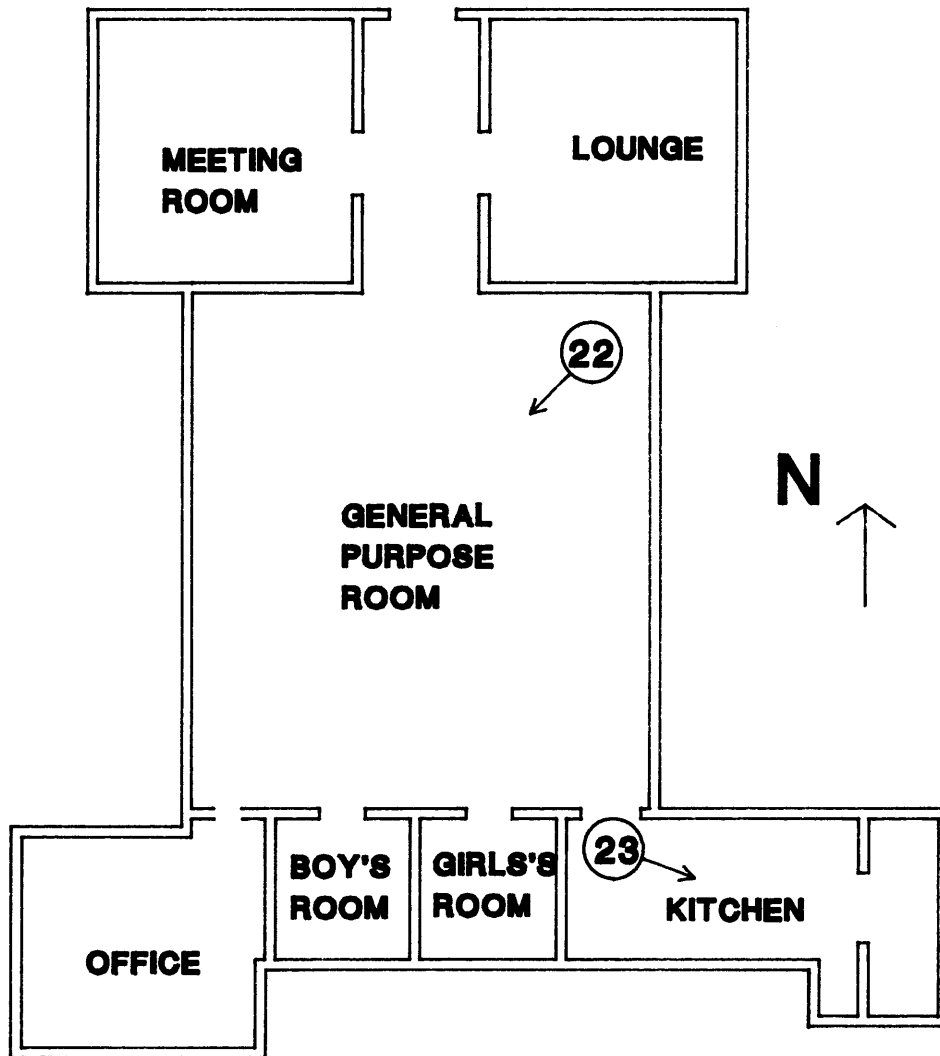 MEETING
ROOM
LOUNGE
22
GENERAL
PURPOSE
ROOM
N
BOY'S
ROOM
GIRLS'S
ROOM
23
KITCHEN
OFFICE